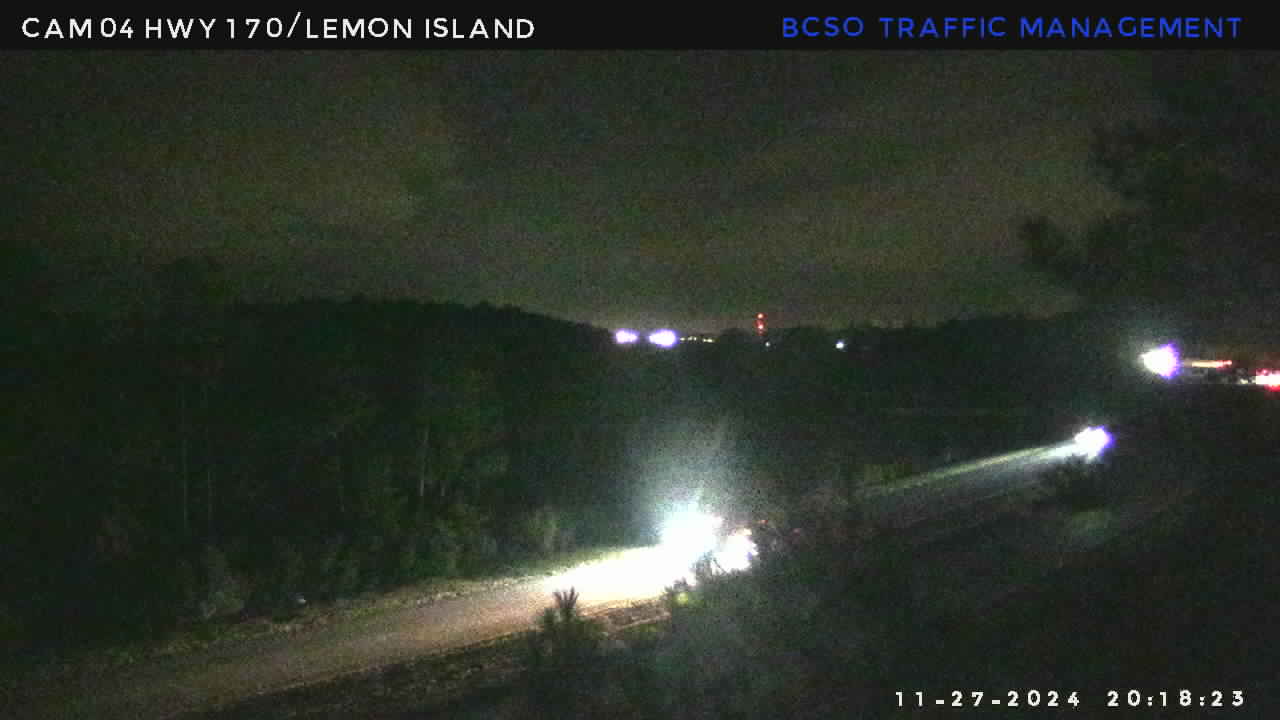 CAM04 HWY 170/LEMON ISLAND
BCSO TRAFFIC MANAGEMENT
11-27-2024 20:18:23